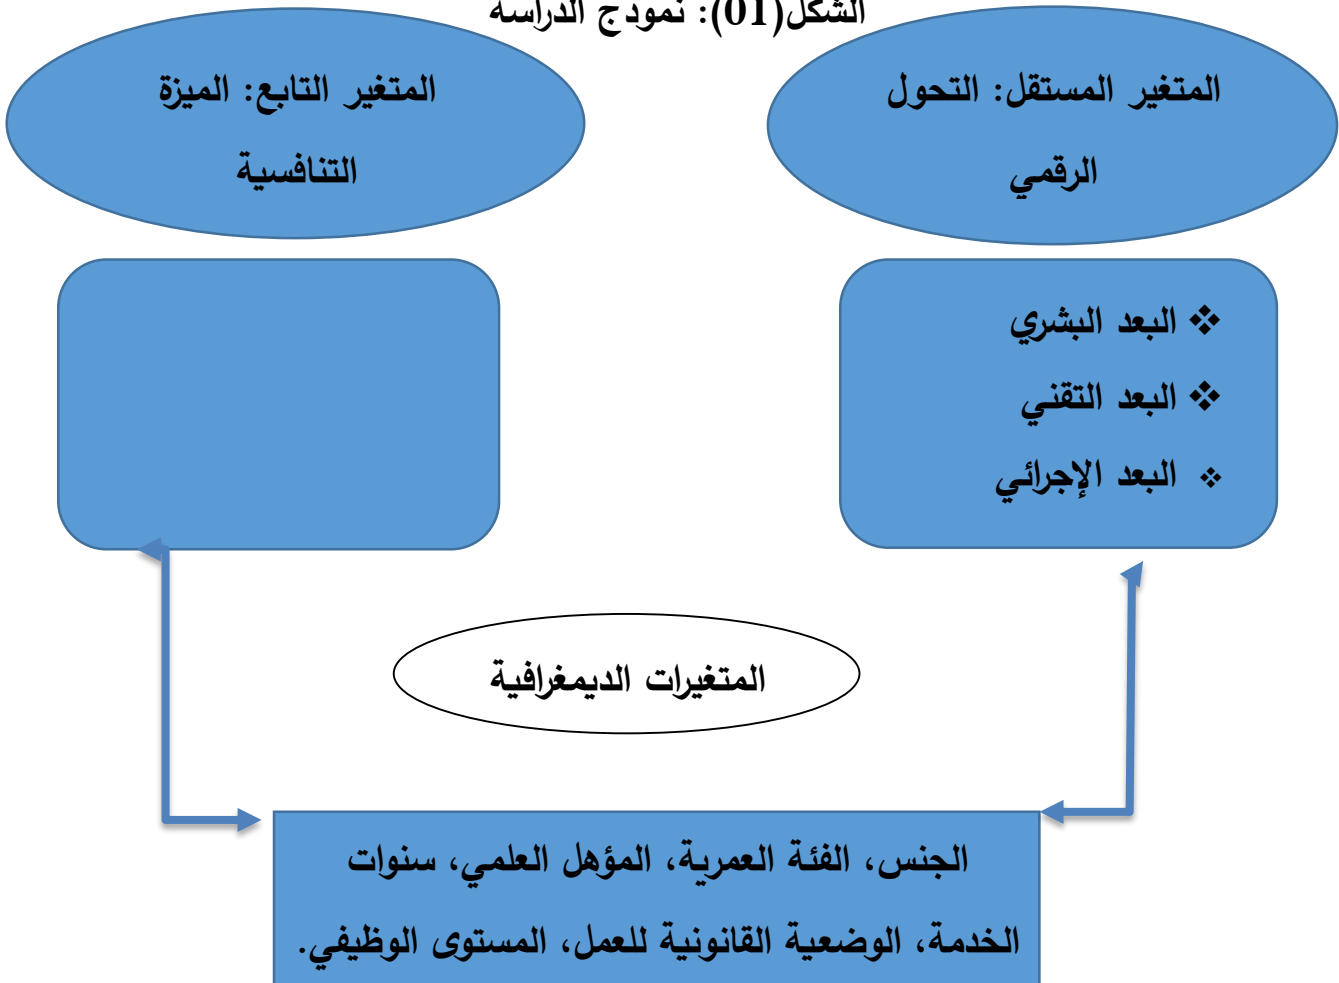 الشكل(01): نموذج الدراسة
المتغير المستقل: التحول
الرقمي
المتغير التابع: الميزة
التنافسية
❖ البعد البشري
❖ البعد التقني
❖ البعد الإجرائي
المتغيرات الديمغرافية
الجنس، الفئة العمرية، المؤهل العلمي، سنوات
الخدمة، الوضعية القانونية للعمل، المستوى الوظيفي.